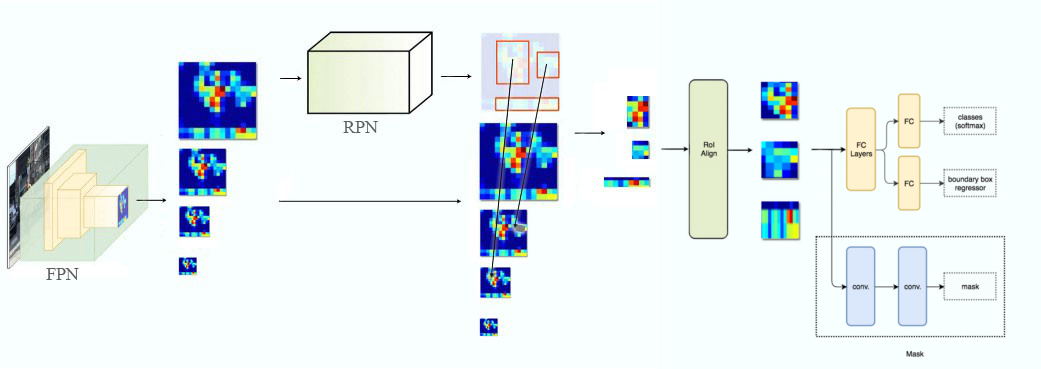 FPN
RPN
RoI
Align
FC
Layers
FC
classes
(softmax)
FC
boundary box
regressor
conv.
conv.
mask
Mask